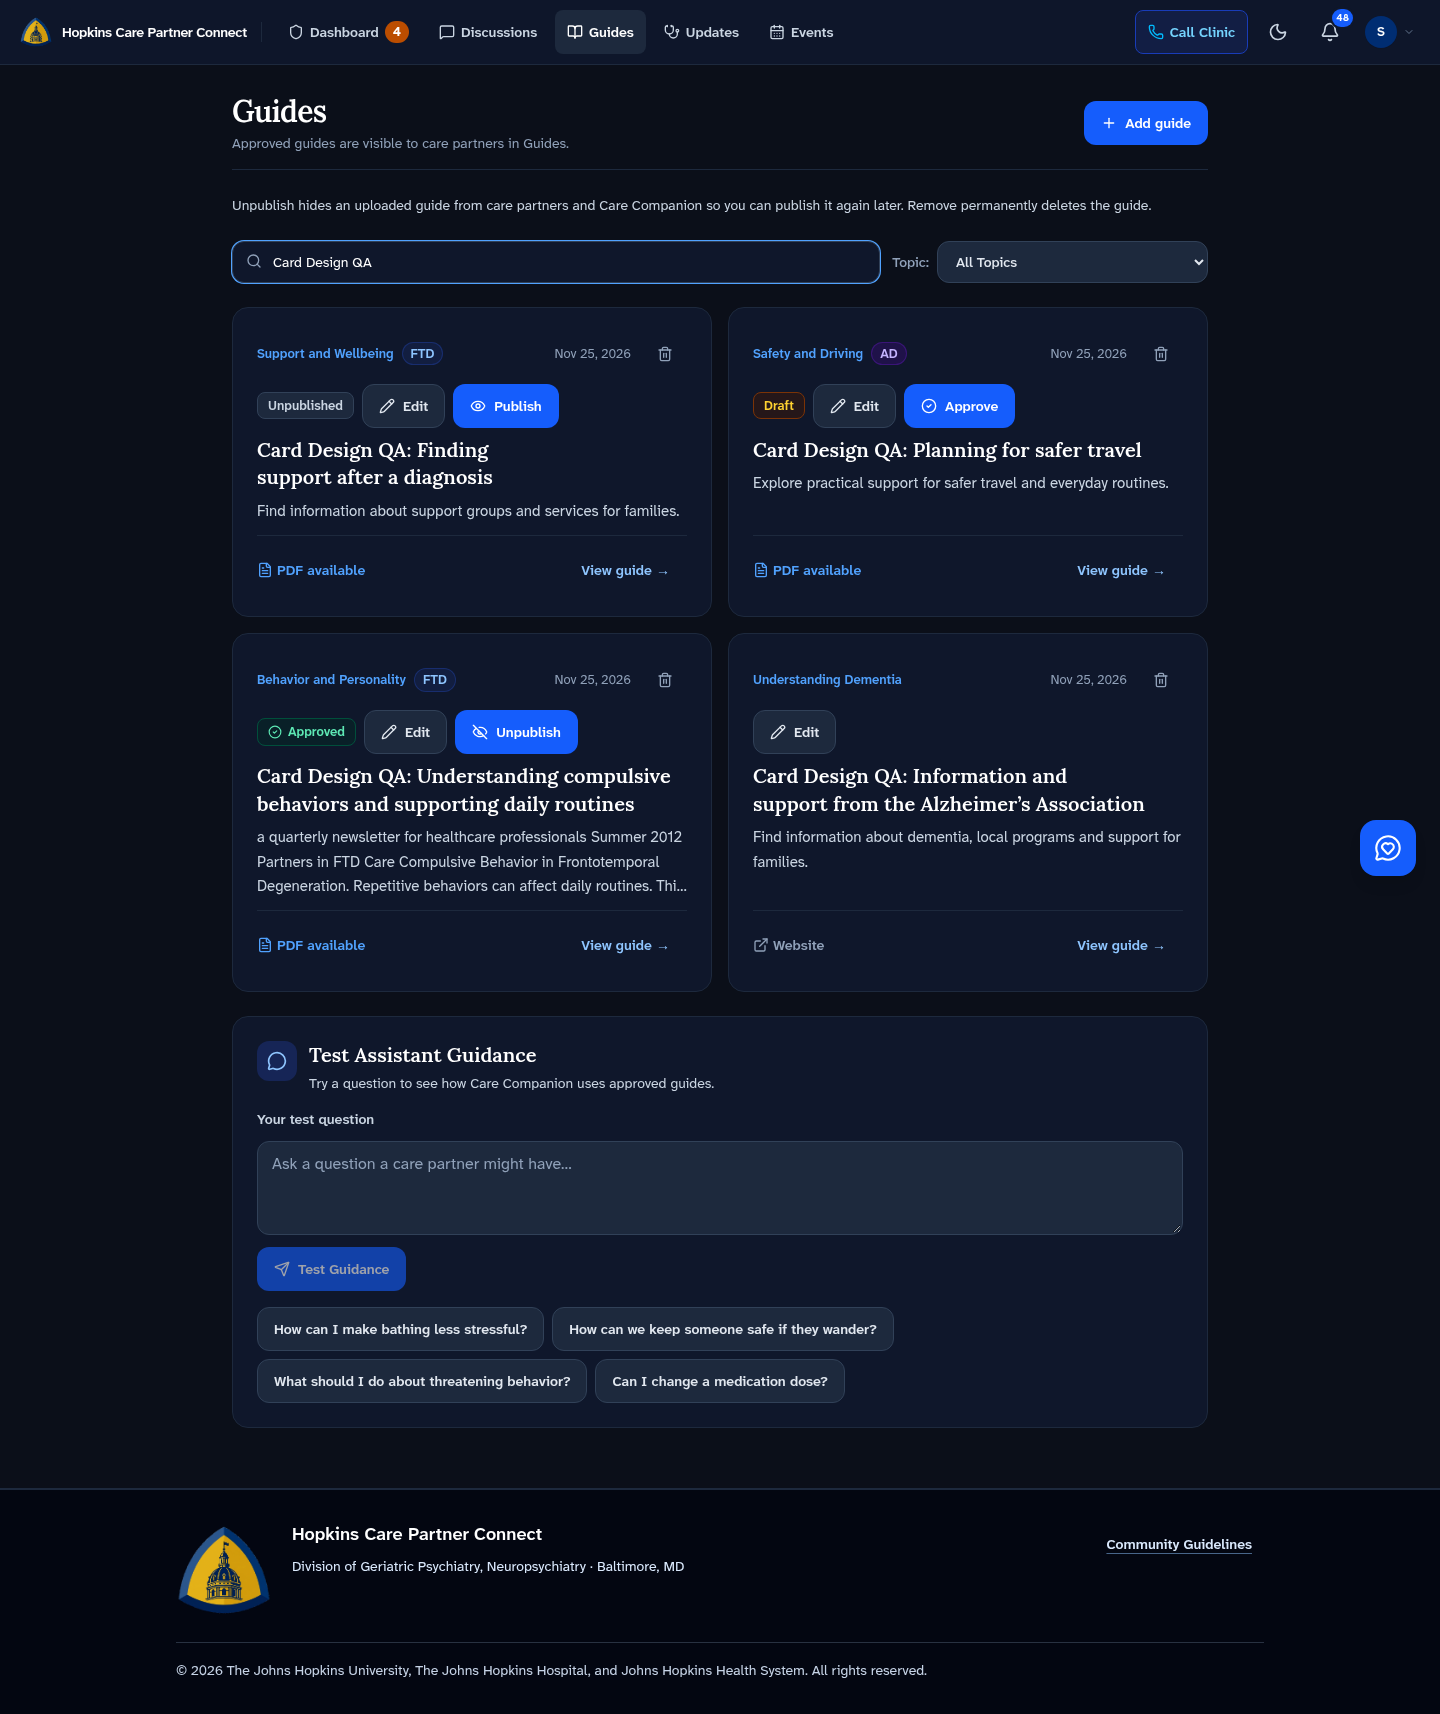 Hopkins Care Partner Connect
Dashboard 4
Discussions
Guides
Updates
Events
Call Clinic
48
S
Guides
Approved guides are visible to care partners in Guides.
Add guide
Unpublish hides an uploaded guide from care partners and Care Companion so you can publish it again later. Remove permanently deletes the guide.
Card Design QA
Topic:
All Topics
Support and Wellbeing FTD Nov 25, 2026
Unpublished Edit Publish
Card Design QA: Finding
support after a diagnosis
Find information about support groups and services for families.
PDF available View guide →
Safety and Driving AD Nov 25, 2026
Draft Edit Approve
Card Design QA: Planning for safer travel
Explore practical support for safer travel and everyday routines.
PDF available View guide →
Behavior and Personality FTD Nov 25, 2026
Approved Edit Unpublish
Card Design QA: Understanding compulsive
behaviors and supporting daily routines
a quarterly newsletter for healthcare professionals Summer 2012
Partners in FTD Care Compulsive Behavior in Frontotemporal
Degeneration. Repetitive behaviors can affect daily routines. Thi...
PDF available View guide →
Understanding Dementia Nov 25, 2026
Edit
Card Design QA: Information and
support from the Alzheimer’s Association
Find information about dementia, local programs and support for
families.
Website View guide →
Test Assistant Guidance
Try a question to see how Care Companion uses approved guides.
Your test question
Ask a question a care partner might have...
Test Guidance
How can I make bathing less stressful?
How can we keep someone safe if they wander?
What should I do about threatening behavior?
Can I change a medication dose?
Hopkins Care Partner Connect
Division of Geriatric Psychiatry, Neuropsychiatry · Baltimore, MD
Community Guidelines
© 2026 The Johns Hopkins University, The Johns Hopkins Hospital, and Johns Hopkins Health System. All rights reserved.